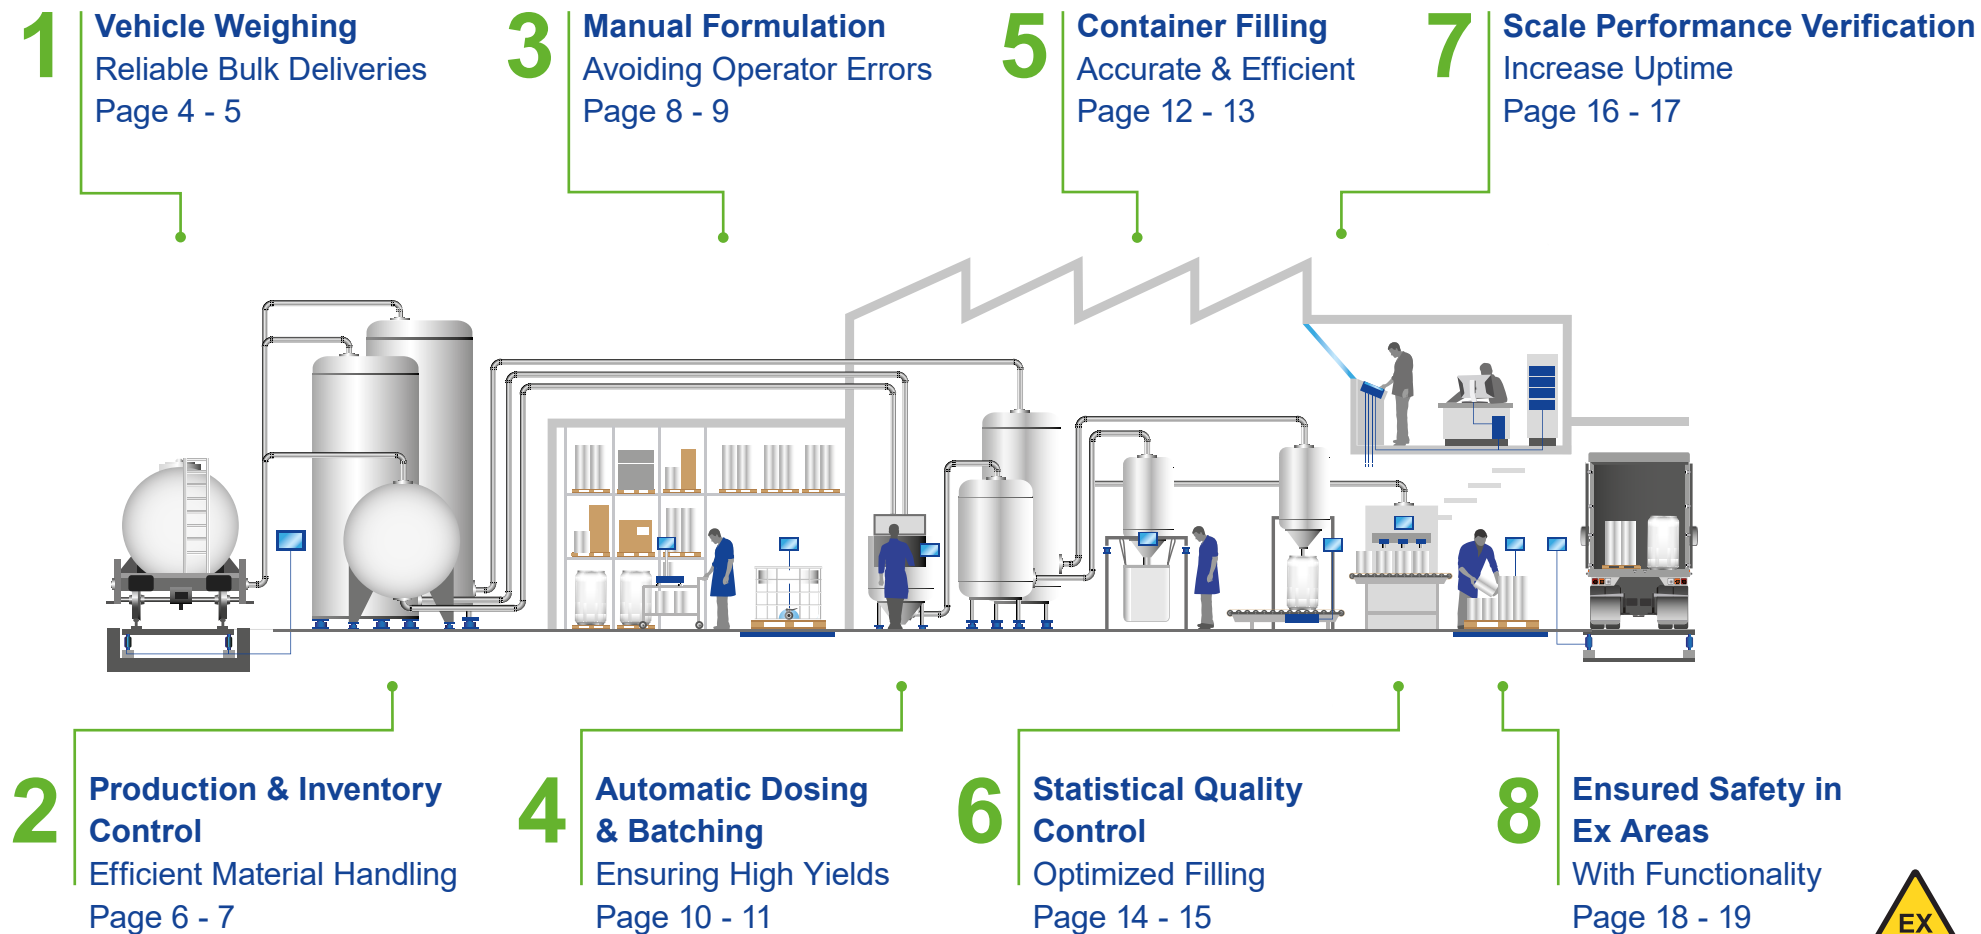 1
Vehicle Weighing
Reliable Bulk Deliveries
Page 4 - 5
3
Manual Formulation
Avoiding Operator Errors
Page 8 - 9
5
Container Filling
Accurate & Efficient
Page 12 - 13
7
Scale Performance Verification
Increase Uptime
Page 16 - 17
2
Production & Inventory
Control
Efficient Material Handling
Page 6 - 7
4
Automatic Dosing
& Batching
Ensuring High Yields
Page 10 - 11
6
Statistical Quality
Control
Optimized Filling
Page 14 - 15
8
Ensured Safety in
Ex Areas
With Functionality
Page 18 - 19
EX